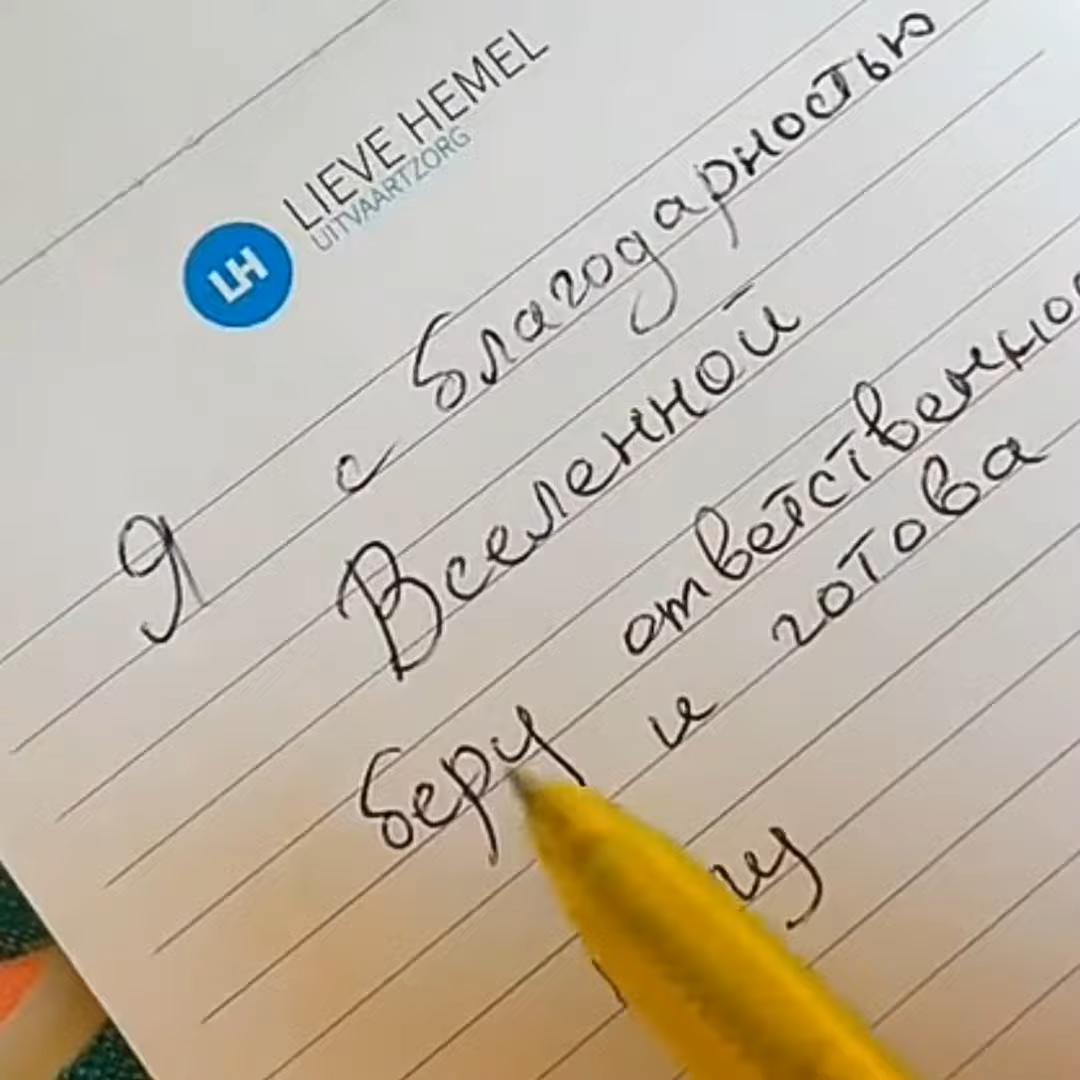 LIEVE HEMEL
UITVAARTZORG
LH
Я с благодарностью
Вселенной
беру ответственно
и готова